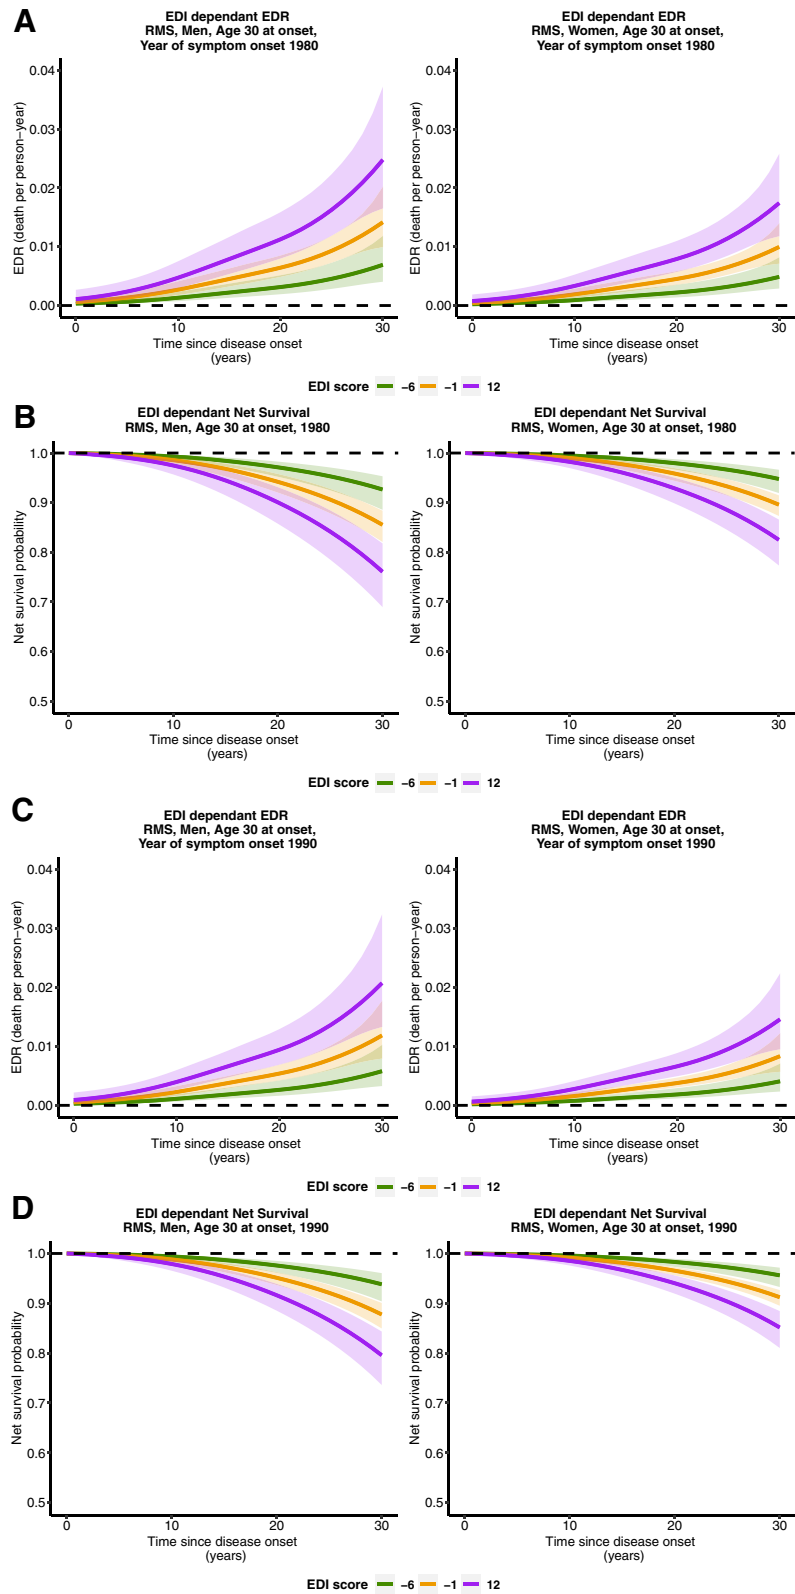 A
EDI dependant EDR
RMS, Men, Age 30 at onset,
Year of symptom onset 1980
EDR (death per person−year)
0.04
0.03
0.02
0.01
0.00
0 10 20 30
Time since disease onset
(years)
EDI dependant EDR
RMS, Women, Age 30 at onset,
Year of symptom onset 1980
EDR (death per person−year)
0.04
0.03
0.02
0.01
0.00
0 10 20 30
Time since disease onset
(years)
EDI score −6 −1 12
B
EDI dependant Net Survival
RMS, Men, Age 30 at onset, 1980
Net survival probability
1.0
0.9
0.8
0.7
0.6
0.5
0 10 20 30
Time since disease onset
(years)
EDI dependant Net Survival
RMS, Women, Age 30 at onset, 1980
Net survival probability
1.0
0.9
0.8
0.7
0.6
0.5
0 10 20 30
Time since disease onset
(years)
EDI score −6 −1 12
C
EDI dependant EDR
RMS, Men, Age 30 at onset,
Year of symptom onset 1990
EDR (death per person−year)
0.04
0.03
0.02
0.01
0.00
0 10 20 30
Time since disease onset
(years)
EDI dependant EDR
RMS, Women, Age 30 at onset,
Year of symptom onset 1990
EDR (death per person−year)
0.04
0.03
0.02
0.01
0.00
0 10 20 30
Time since disease onset
(years)
EDI score −6 −1 12
D
EDI dependant Net Survival
RMS, Men, Age 30 at onset, 1990
Net survival probability
1.0
0.9
0.8
0.7
0.6
0.5
0 10 20 30
Time since disease onset
(years)
EDI dependant Net Survival
RMS, Women, Age 30 at onset, 1990
Net survival probability
1.0
0.9
0.8
0.7
0.6
0.5
0 10 20 30
Time since disease onset
(years)
EDI score −6 −1 12